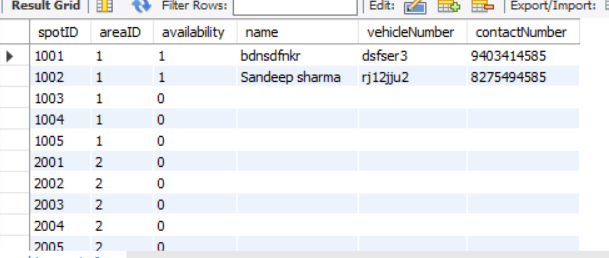 Result Grid Filter Rows: Edit: Export/Import:
spotID areaID availability name vehicleNumber contactNumber
1001 1 1 bdnsdfnkr dsfser3 9403414585
1002 1 1 Sandeep sharma rj12jju2 8275494585
1003 1 0
1004 1 0
1005 1 0
2001 2 0
2002 2 0
2003 2 0
2004 2 0
2005 2 0